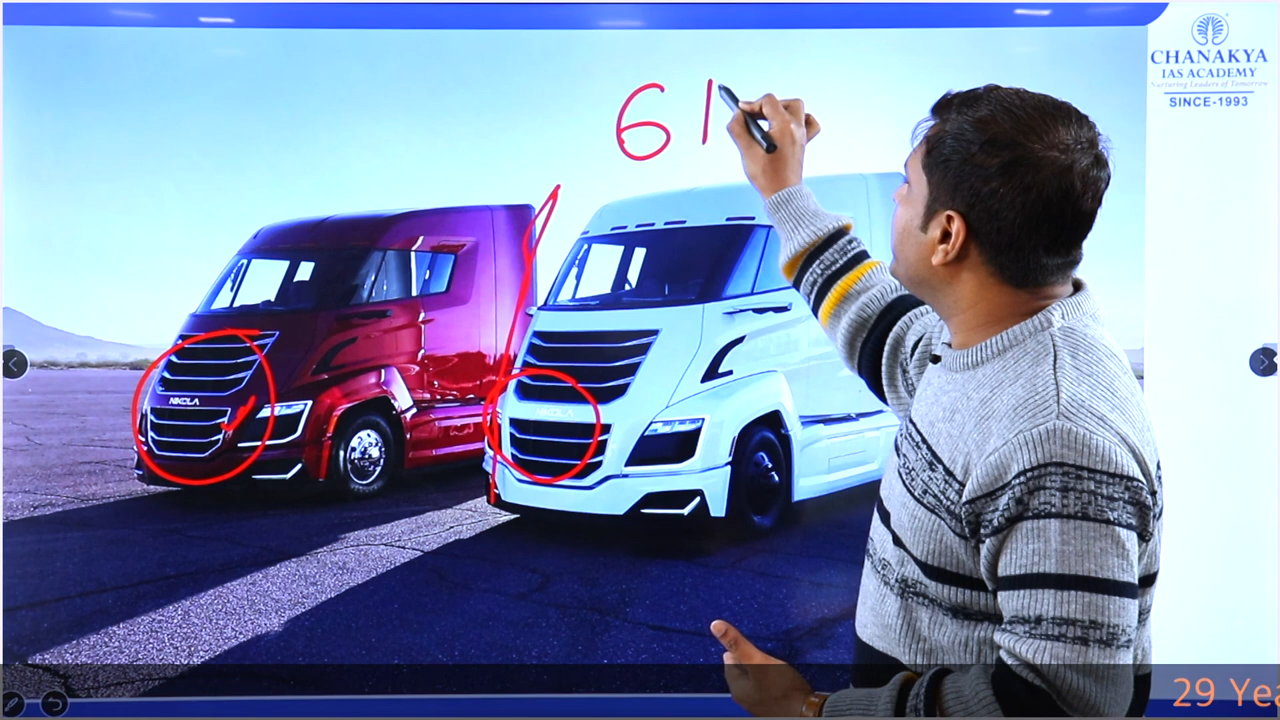 CHANAKYA
IAS ACADEMY
Nurturing Leaders of Tomorrow
SINCE-1993
61
NIKOLA
NIKOLA
29 Yea